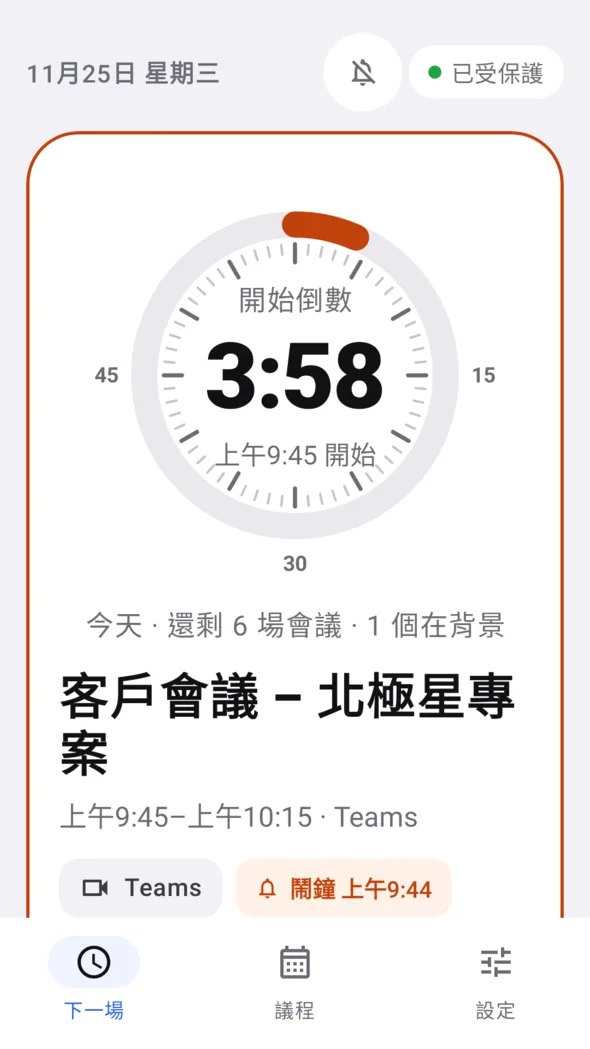 11月25日 星期三
已受保護
開始倒數
3:58
45
15
上午9:45 開始
30
今天 · 還剩 6 場會議 · 1 個在背景
客戶會議 – 北極星專
案
上午9:45–上午10:15 · Teams
Teams
鬧鐘 上午9:44
下一場
議程
設定